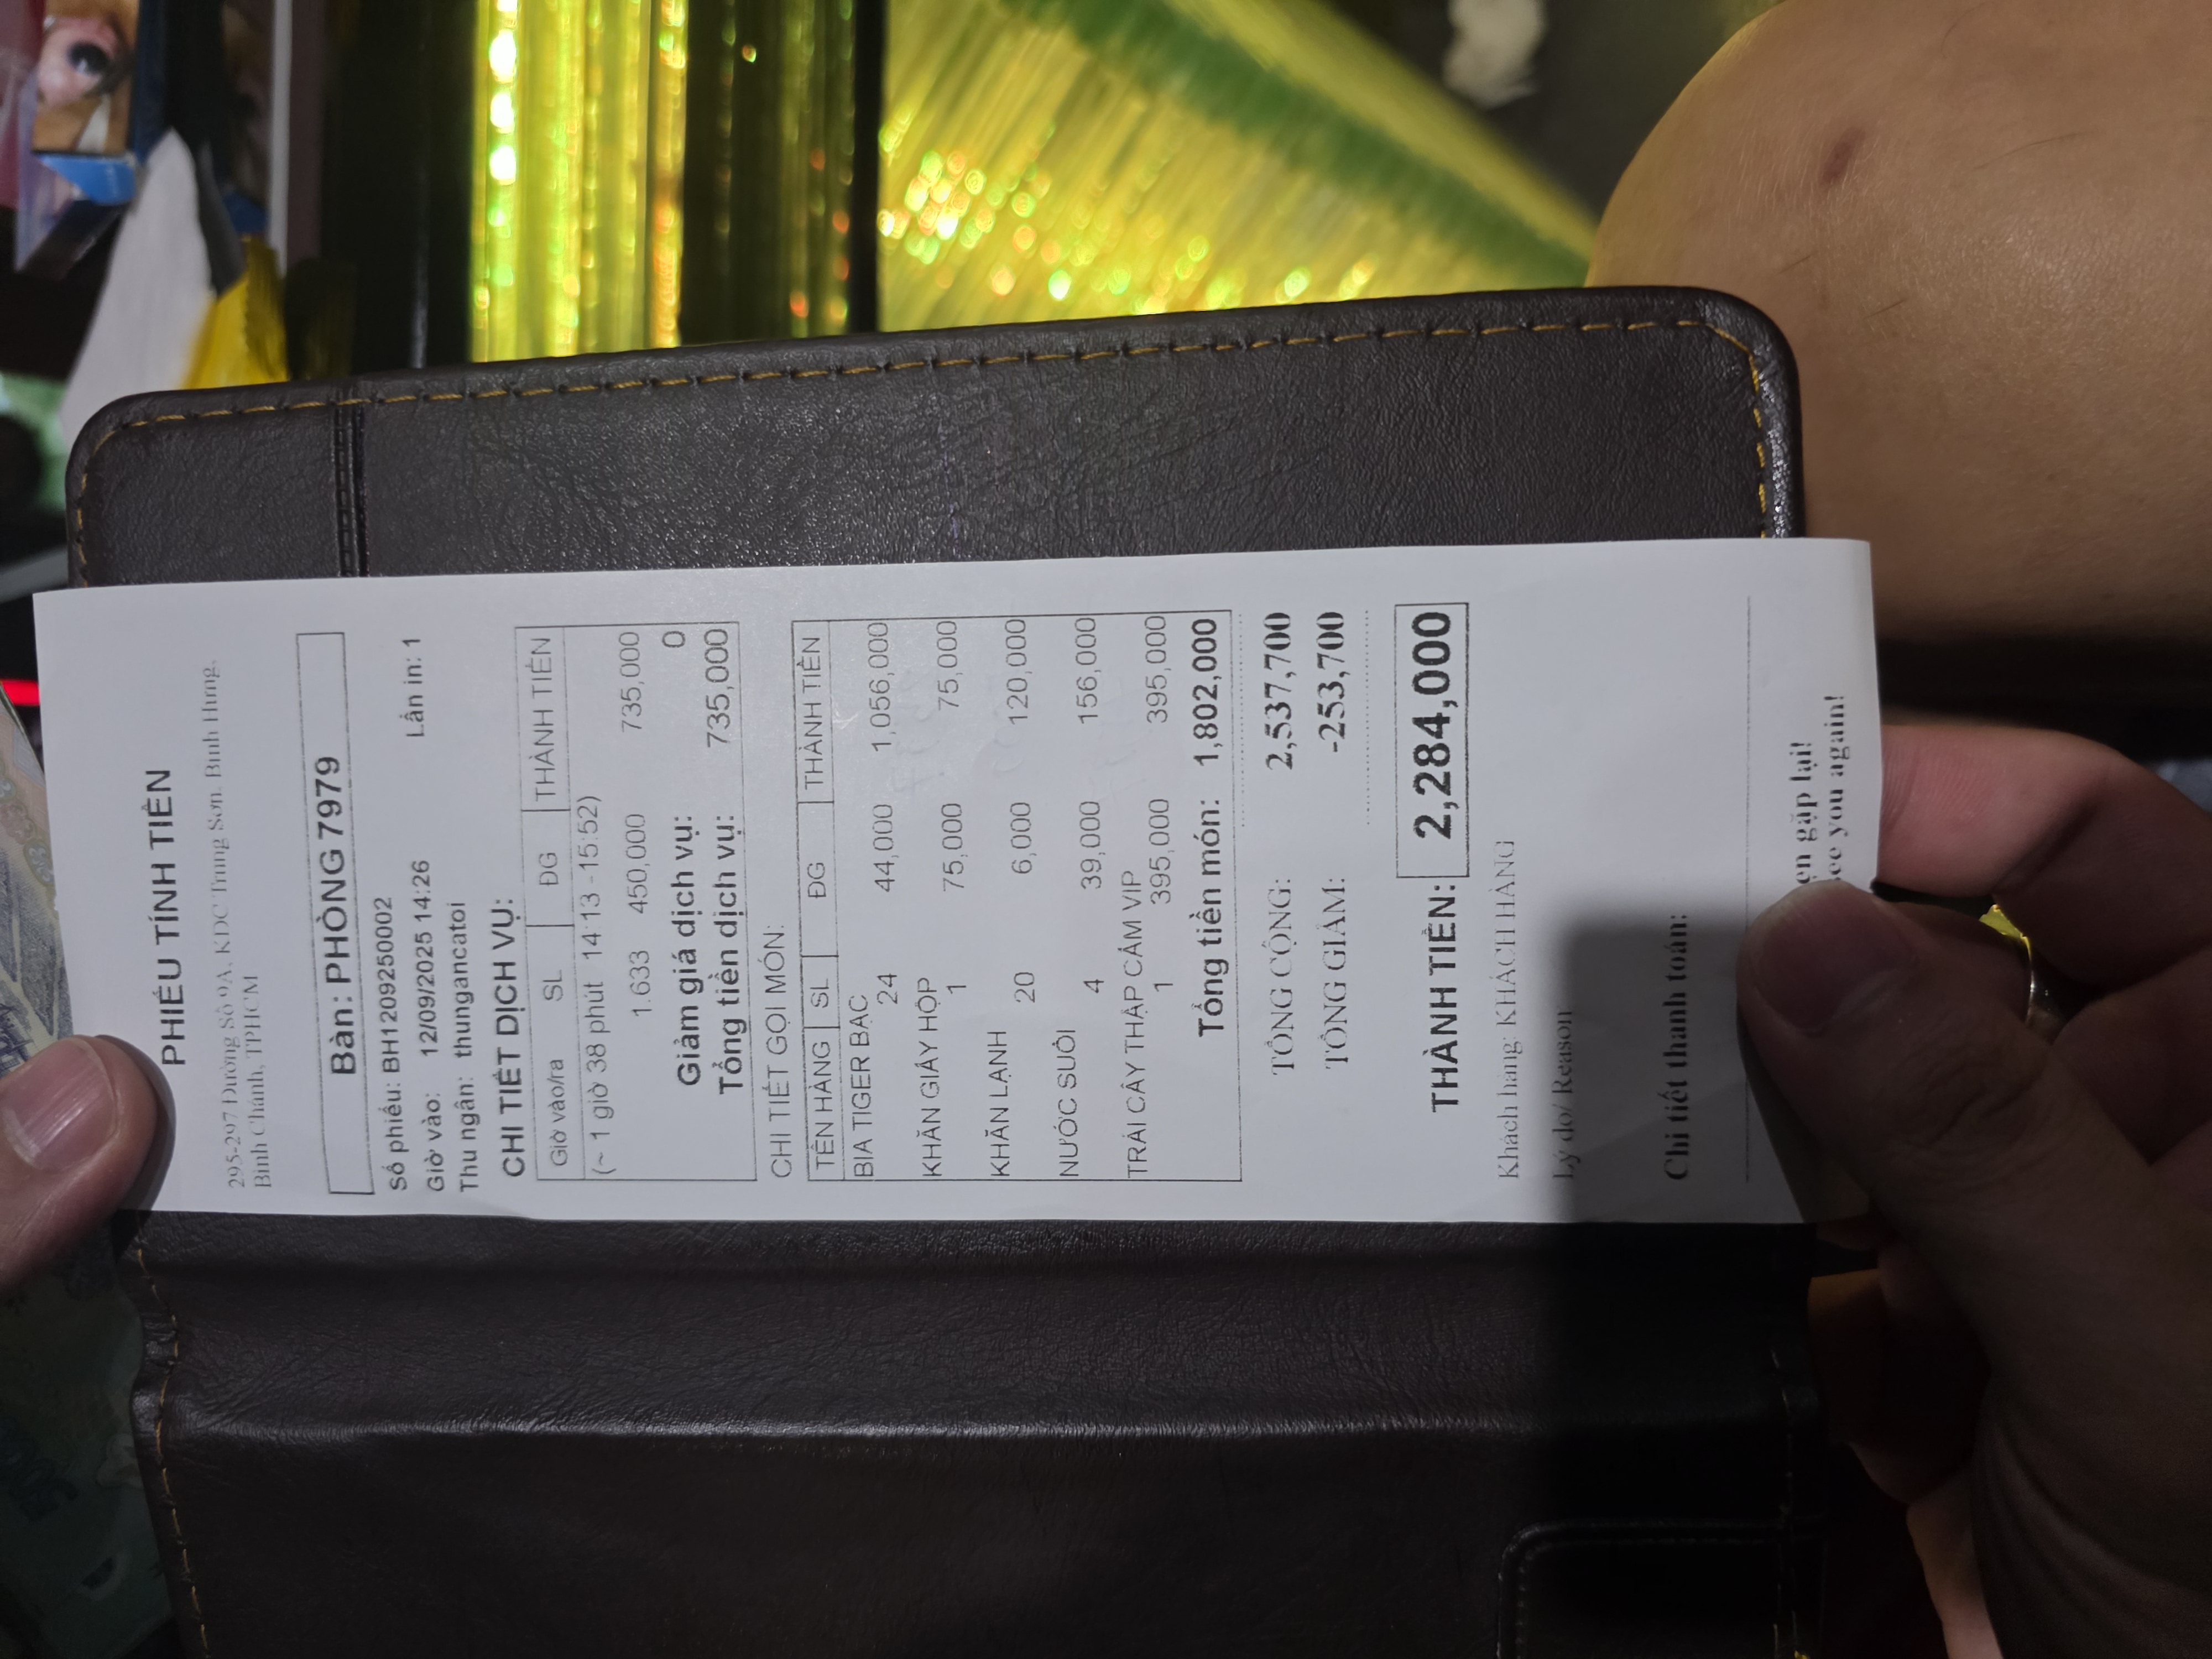 PHIẾU TÍNH TIỀN
295-297 Đường Số 9A, KDC Trung Sơn, Bình Hưng,
Bình Chánh, TPHCM
Bàn: PHÒNG 7979
Số phiếu: BH1209250002
Giờ vào: 12/09/2025 14:26 Lần in: 1
Thu ngân: thungancatoi
CHI TIẾT DỊCH VỤ:
Giờ vào/ra SL ĐG THÀNH TIỀN
(~ 1 giờ 38 phút 14:13 -15:52)
1.633 450,000 735,000
Giảm giá dịch vụ: 0
Tổng tiền dịch vụ: 735,000
CHI TIẾT GỌI MÓN:
TÊN HÀNG SL ĐG THÀNH TIỀN
BIA TIGER BẠC
24 44,000 1,056,000
KHĂN GIẤY HỘP
1 75,000 75,000
KHĂN LẠNH
20 6,000 120,000
NƯỚC SUỐI
4 39,000 156,000
TRÁI CÂY THẬP CẨM VIP
1 395,000 395,000
Tổng tiền món: 1,802,000
TỔNG CỘNG: 2,537,700
TỔNG GIẢM: -253,700
THÀNH TIỀN: 2,284,000
Khách hàng: KHÁCH HÀNG
Lý do/ Reason
Chi tiết thanh toán:
gặp lại!
you again!